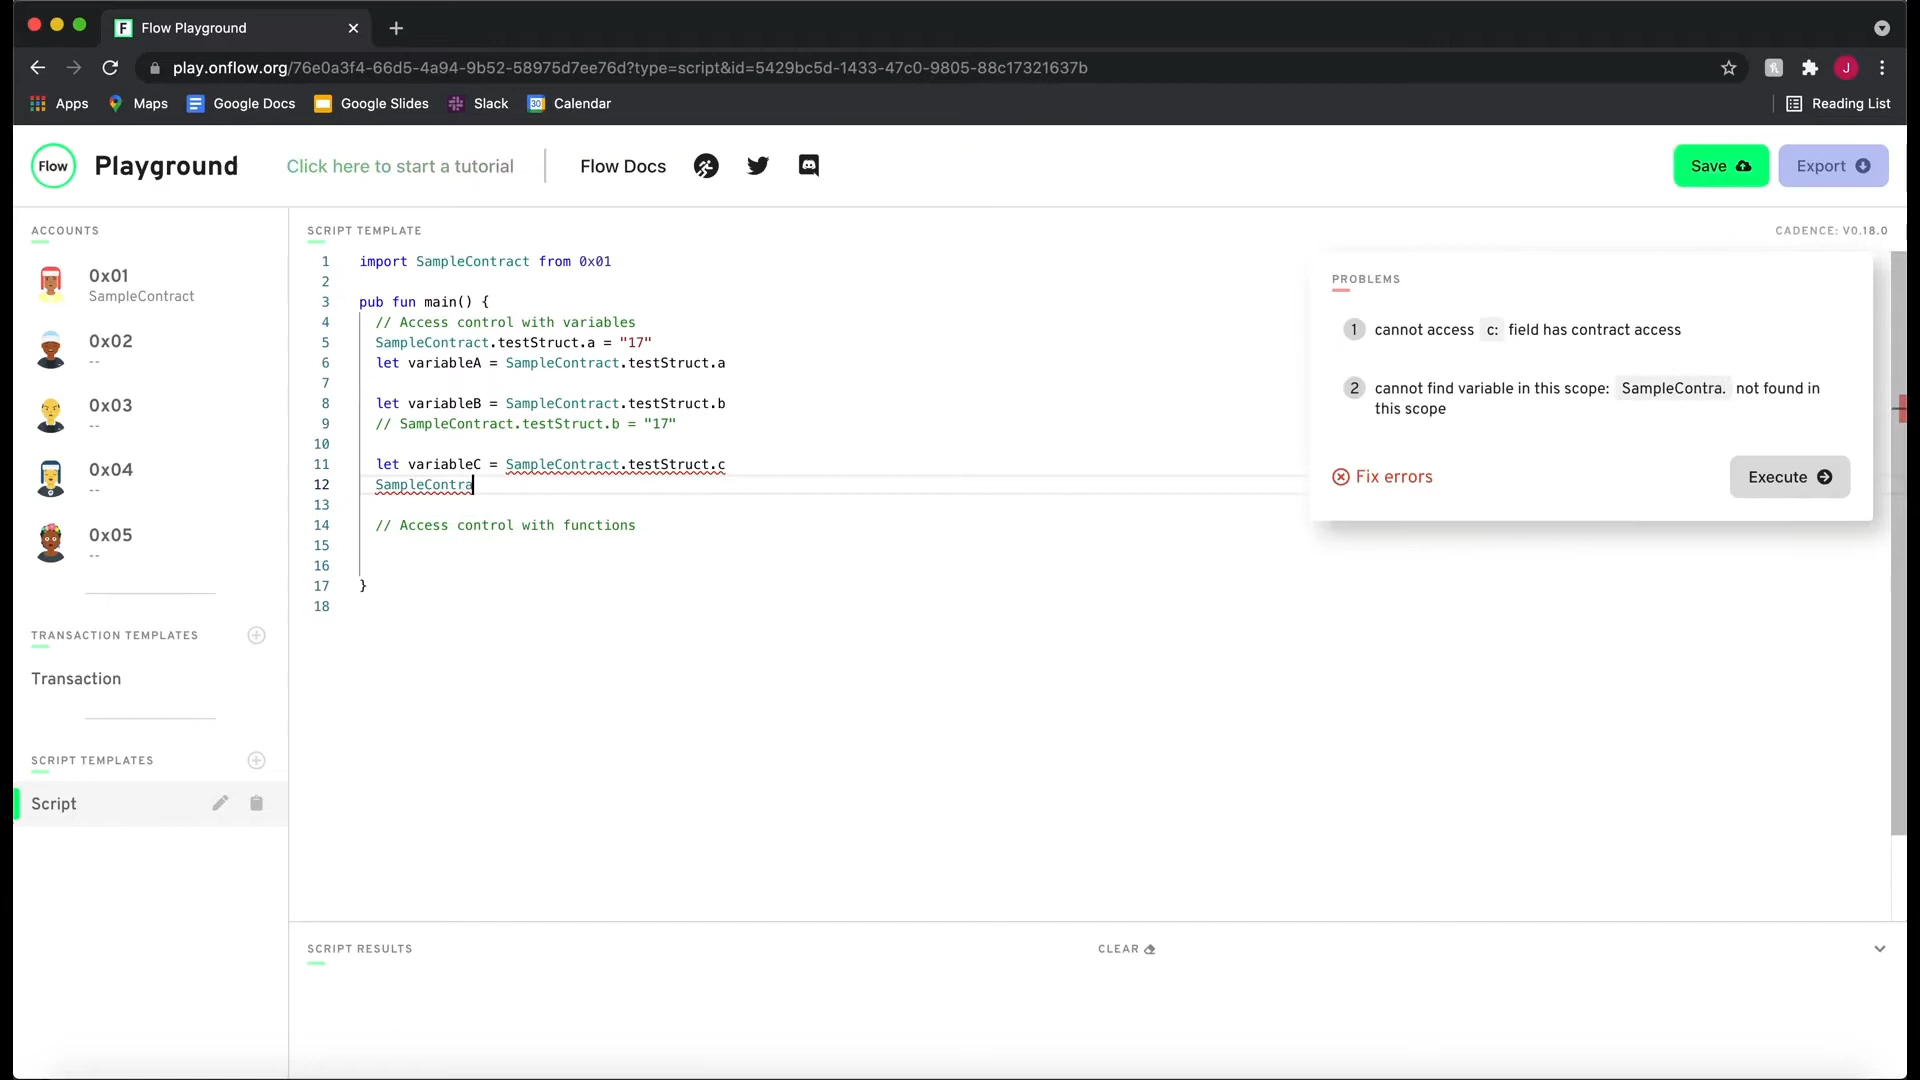 Flow Playground
play.onflow.org/76e0a3f4-66d5-4a94-9b52-58975d7ee76d?type=script&id=5429bc5d-1433-47c0-9805-88c17321637b
J
Apps Maps Google Docs Google Slides Slack 30 Calendar Reading List
Flow Playground Click here to start a tutorial Flow Docs Save Export
ACCOUNTS
0x01
SampleContract
0x02
--
0x03
--
0x04
--
0x05
--
TRANSACTION TEMPLATES
Transaction
SCRIPT TEMPLATES
Script
SCRIPT TEMPLATE
CADENCE: V0.18.0
1 import SampleContract from 0x01
2
3 pub fun main() {
4 // Access control with variables
5 SampleContract.testStruct.a = "17"
6 let variableA = SampleContract.testStruct.a
7
8 let variableB = SampleContract.testStruct.b
9 // SampleContract.testStruct.b = "17"
10
11 let variableC = SampleContract.testStruct.c
12 SampleContra
13
14 // Access control with functions
15
16
17 }
18
PROBLEMS
1 cannot access c: field has contract access
2 cannot find variable in this scope: SampleContra. not found in
this scope
Fix errors Execute
SCRIPT RESULTS CLEAR